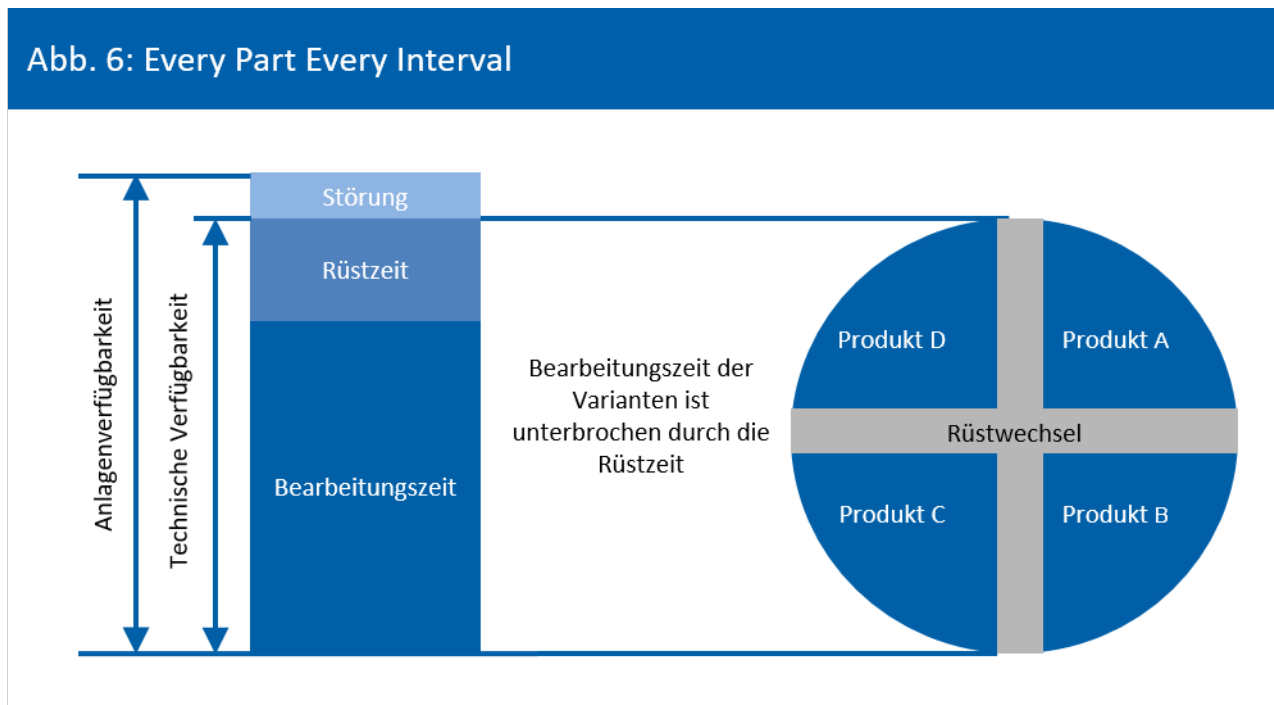 Abb. 6: Every Part Every Interval
Anlagenverfügbarkeit
Technische Verfügbarkeit
Störung
Rüstzeit
Bearbeitungszeit
Bearbeitungszeit der
Varianten ist
unterbrochen durch die
Rüstzeit
Produkt D
Produkt A
Rüstwechsel
Produkt C
Produkt B